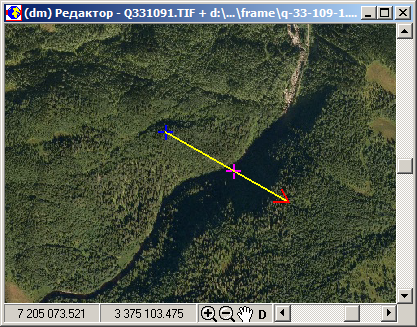 (dm) Редактор - Q331091.TIF + d:\...\frame\q-33-109-1....
7 205 073.521 3 375 103.475 D